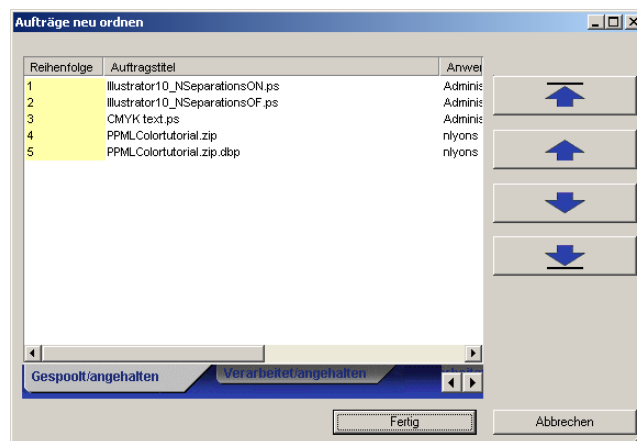 Aufträge neu ordnen
Reihenfolge Auftragstitel Anwei
1 Illustrator10_NSeparationsON.ps Adminis
2 Illustrator10_NSeparationsOF.ps Adminis
3 CMYK text.ps Adminis
4 PPMLColortutorial.zip nlyons
5 PPMLColortutorial.zip.dbp nlyons
Gespoolt/angehalten Verarbeitet/angehalten
Fertig Abbrechen